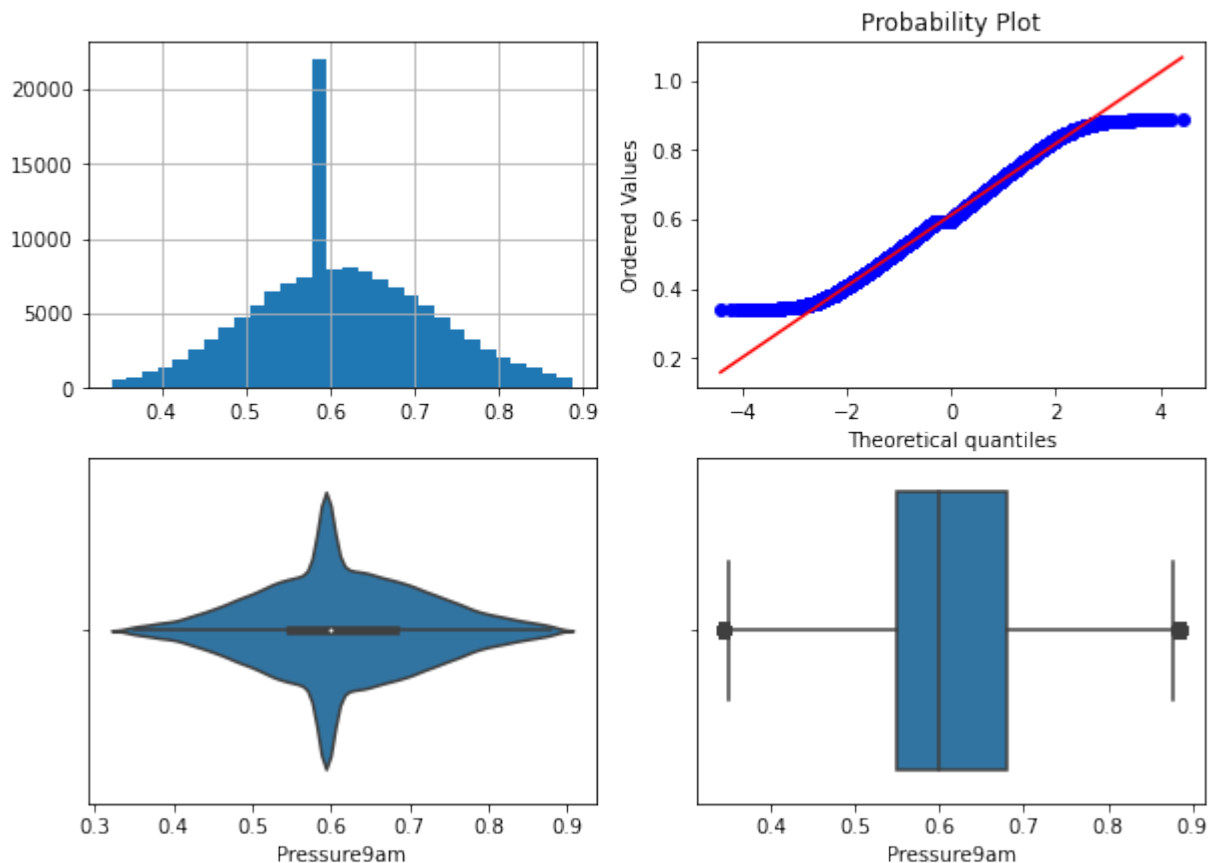 Probability Plot
20000
15000
10000
5000
0
0.4 0.5 0.6 0.7 0.8 0.9
Ordered Values
1.0
0.8
0.6
0.4
0.2
−4 −2 0 2 4
Theoretical quantiles
0.3 0.4 0.5 0.6 0.7 0.8 0.9
Pressure9am
0.4 0.5 0.6 0.7 0.8 0.9
Pressure9am